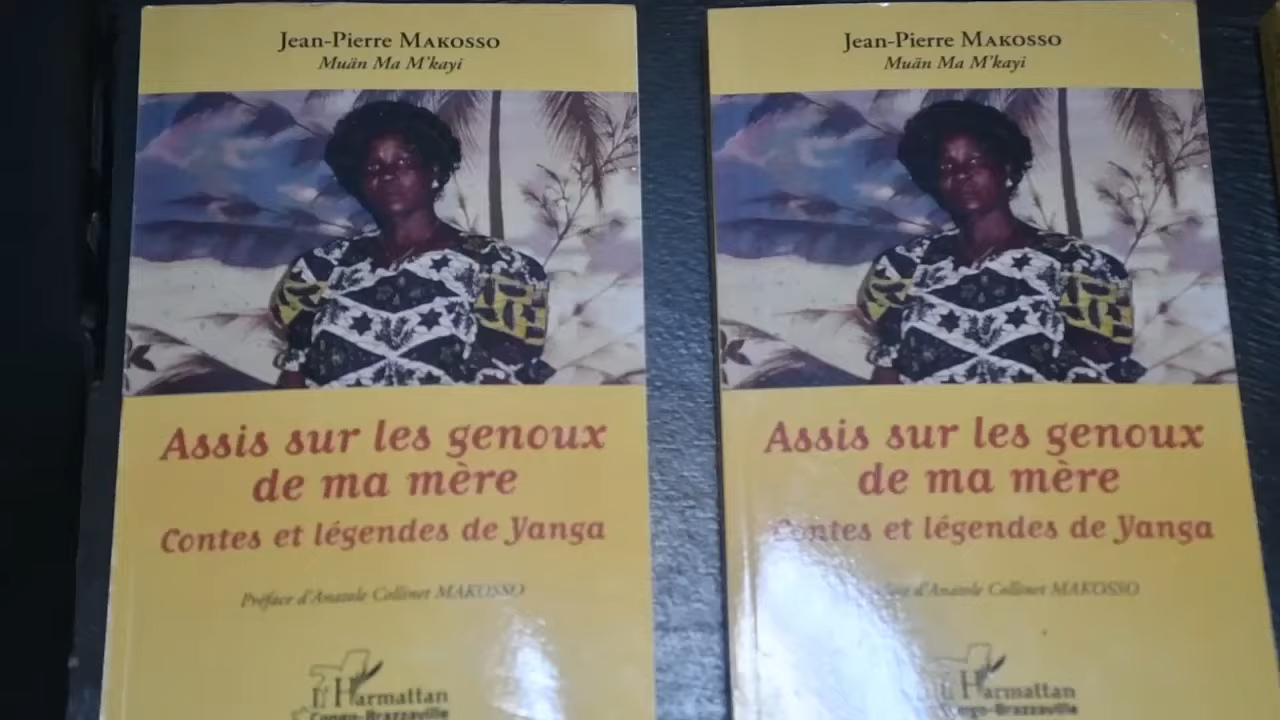 Jean-Pierre MAKOSSO
Muän Ma M'kayi
Assis sur les genoux
de ma mère
Contes et légendes de Yanga
Préface d'Anatole Collinet MAKOSSO
L'Harmattan
Congo-Brazzaville
Jean-Pierre MAKOSSO
Muän Ma M'kayi
Assis sur les genoux
de ma mère
Contes et légendes de Yanga
d'Anatole Collinet MAKOSSO
Harmattan
Congo-Brazzaville